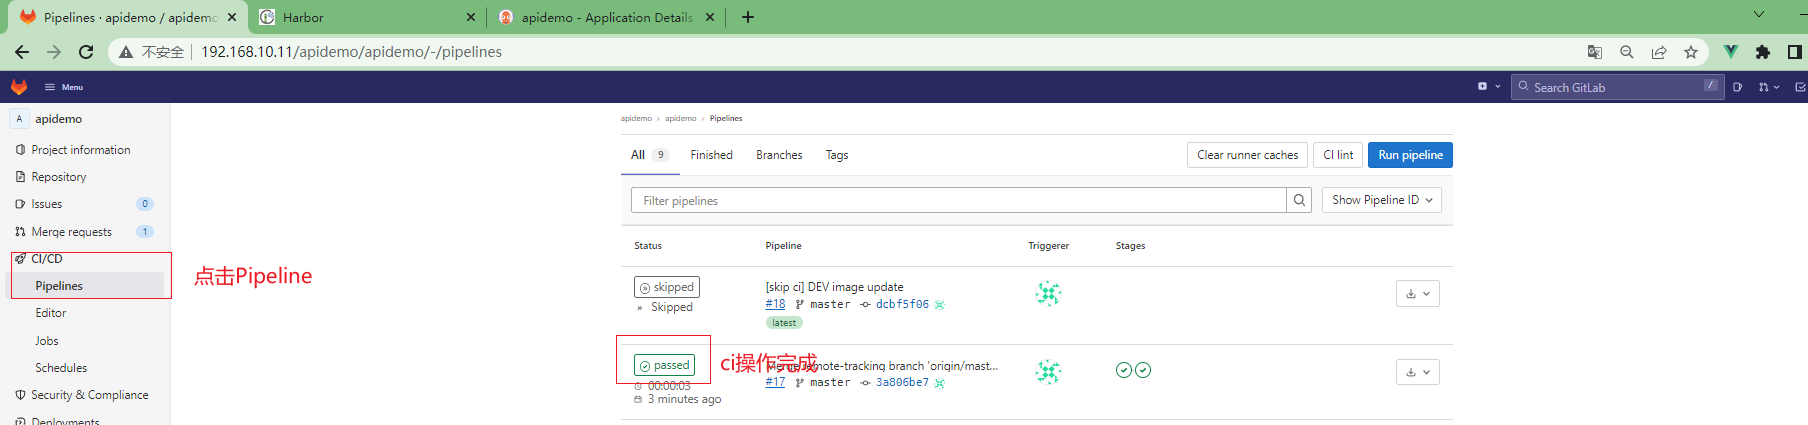 Pipelines · apidemo / apidemo
Harbor
apidemo - Application Details
不安全
192.168.10.11/apidemo/apidemo/-/pipelines
Menu
Search GitLab
/
A
apidemo
Project information
Repository
Issues
0
Merge requests
1
CI/CD
Pipelines
点击Pipeline
Editor
Jobs
Schedules
Security & Compliance
Deployments
apidemo › apidemo › Pipelines
All 9
Finished
Branches
Tags
Clear runner caches
CI lint
Run pipeline
Filter pipelines
Show Pipeline ID
Status
Pipeline
Triggerer
Stages
skipped
Skipped
[skip ci] DEV image update
#18 master dcbf5f06
latest
passed
ci操作完成
00:00:03
3 minutes ago
Merge remote-tracking branch 'origin/mast...
#17 master 3a806be7